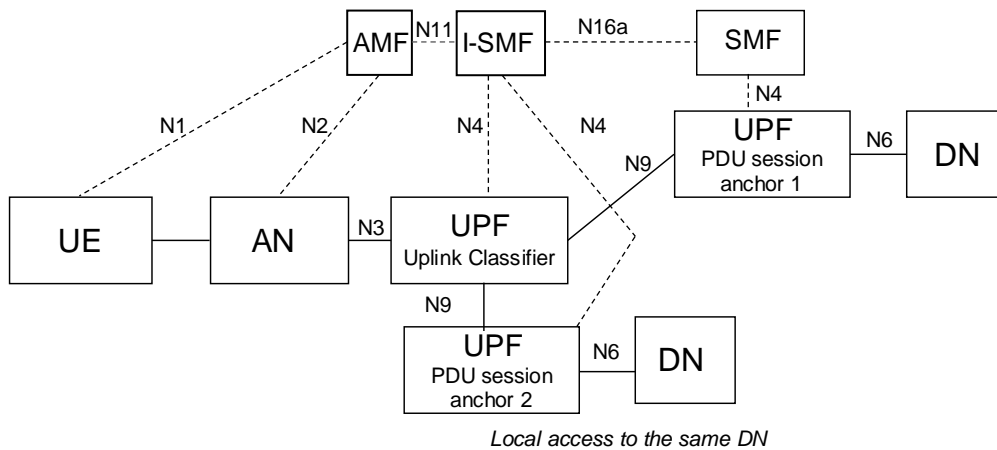 AMF
N11
I-SMF
N16a
SMF
N1
N2
N4
N4
N4
UPF
PDU session
anchor 1
N6
DN
N9
UE
AN
N3
UPF
Uplink Classifier
N9
UPF
PDU session
anchor 2
N6
DN
Local access to the same DN